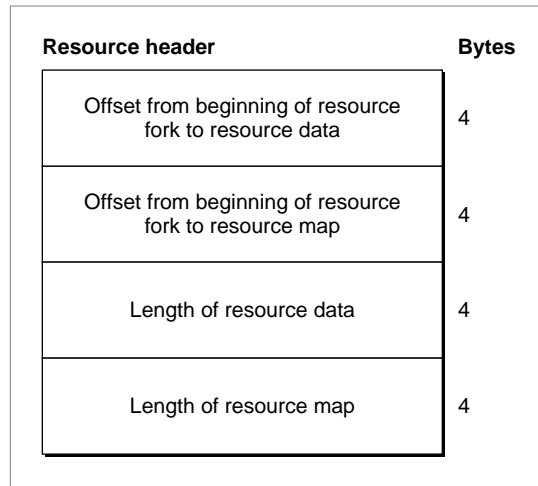 Resource header Bytes
Offset from beginning of resource
fork to resource data
4
Offset from beginning of resource
fork to resource map
4
Length of resource data 4
Length of resource map 4